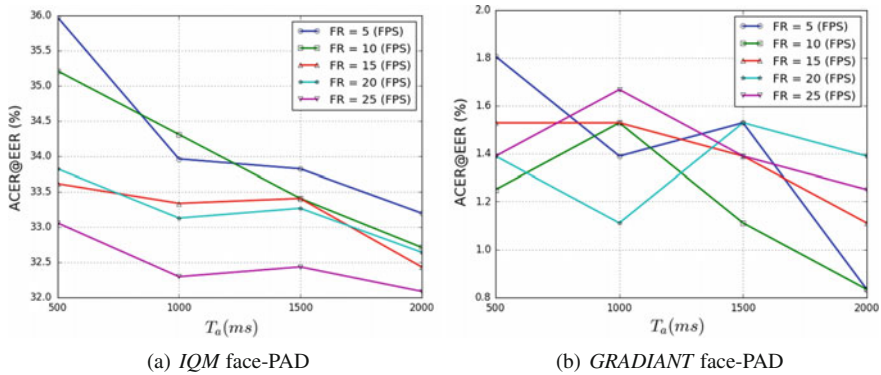 36.0
35.5
35.0
34.5
34.0
33.5
33.0
32.5
32.0
ACER@EER (%)
500 1000 1500 2000
T_a(ms)
FR = 5 (FPS)
FR = 10 (FPS)
FR = 15 (FPS)
FR = 20 (FPS)
FR = 25 (FPS)
(a) IQM face-PAD
2.0
1.8
1.6
1.4
1.2
1.0
0.8
ACER@EER (%)
500 1000 1500 2000
T_a(ms)
FR = 5 (FPS)
FR = 10 (FPS)
FR = 15 (FPS)
FR = 20 (FPS)
FR = 25 (FPS)
(b) GRADIANT face-PAD